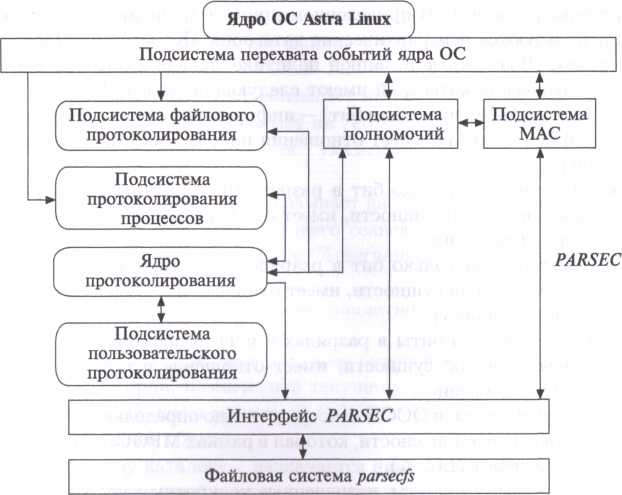 Ядро ОС Astra Linux
Подсистема перехвата событий ядра ОС
Подсистема файлового
протоколирования
Подсистема
полномочий
Подсистема
МАС
Подсистема
протоколирования
процессов
Ядро
протоколирования
PARSEC
Подсистема
пользовательского
протоколирования
Интерфейс PARSEC
Файловая система parsecfs